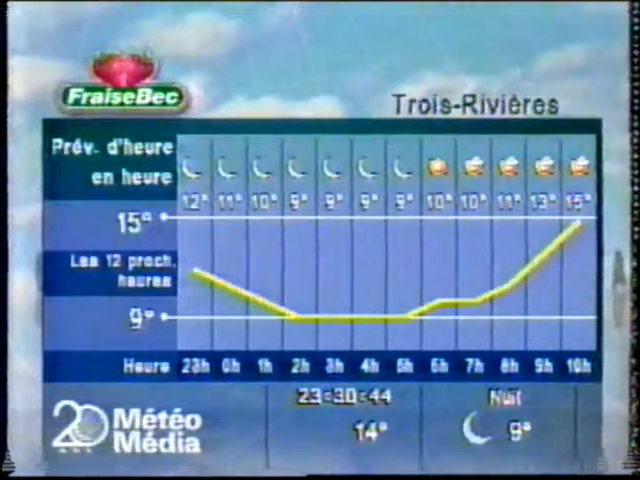 FraiseBec
Trois-Rivières
Prév. d'heure
en heure
12° 11° 10° 9° 9° 9° 9° 10° 10° 11° 13° 15°
15°
Les 12 proch.
heures
9°
Heure 23h 0h 1h 2h 3h 4h 5h 6h 7h 8h 9h 10h
23:30:44 Nuit
14° 9°
20 ANS
Météo
Média